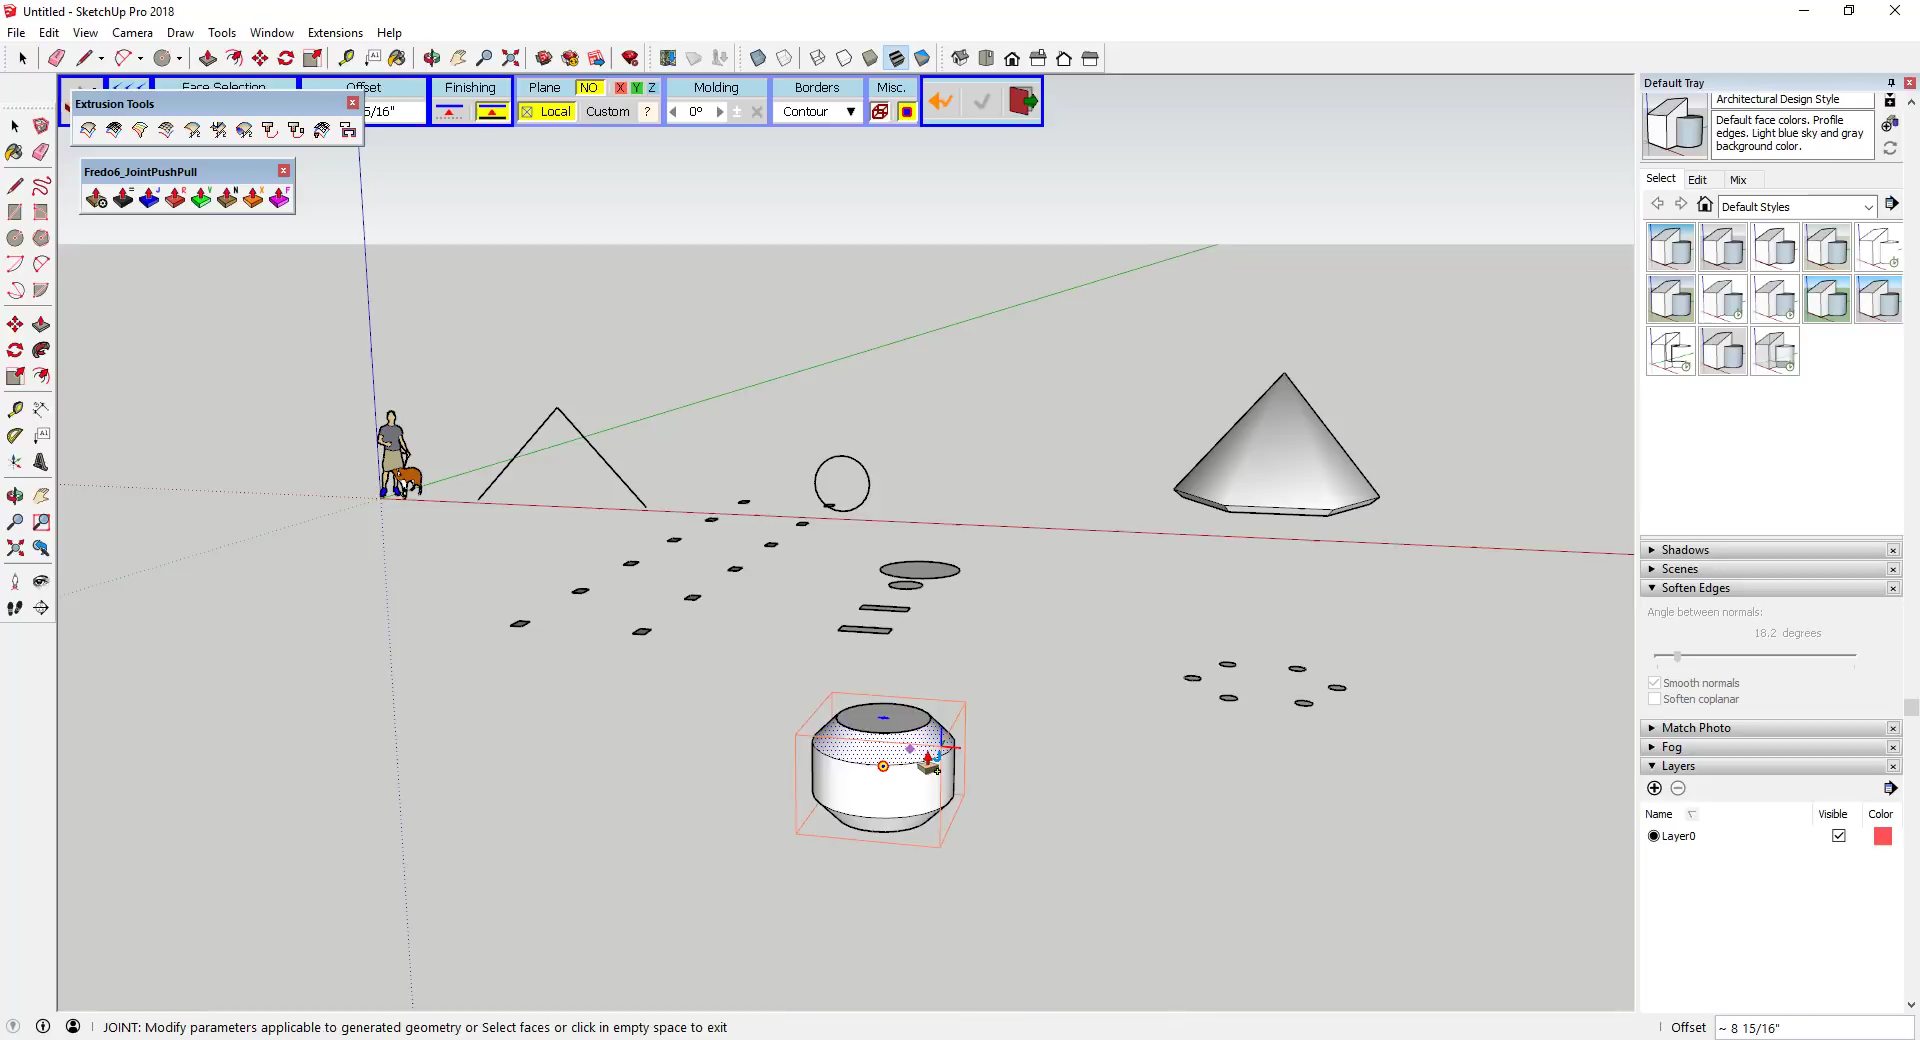 Untitled - SketchUp Pro 2018
File Edit View Camera Draw Tools Window Extensions Help
Face Selection Offset Finishing Plane NO X Y Z Molding Borders Misc.
5/16" Local Custom ? 0° Contour
Extrusion Tools
Fredo6_JointPushPull
= J R V N X F
A1
Default Tray
Architectural Design Style
Default face colors. Profile
edges. Light blue sky and gray
background color.
Select Edit Mix
Default Styles
Shadows
Scenes
Soften Edges
Angle between normals:
18.2 degrees
Smooth normals
Soften coplanar
Match Photo
Fog
Layers
Name Visible Color
Layer0
JOINT: Modify parameters applicable to generated geometry or Select faces or click in empty space to exit
Offset ~ 8 15/16"